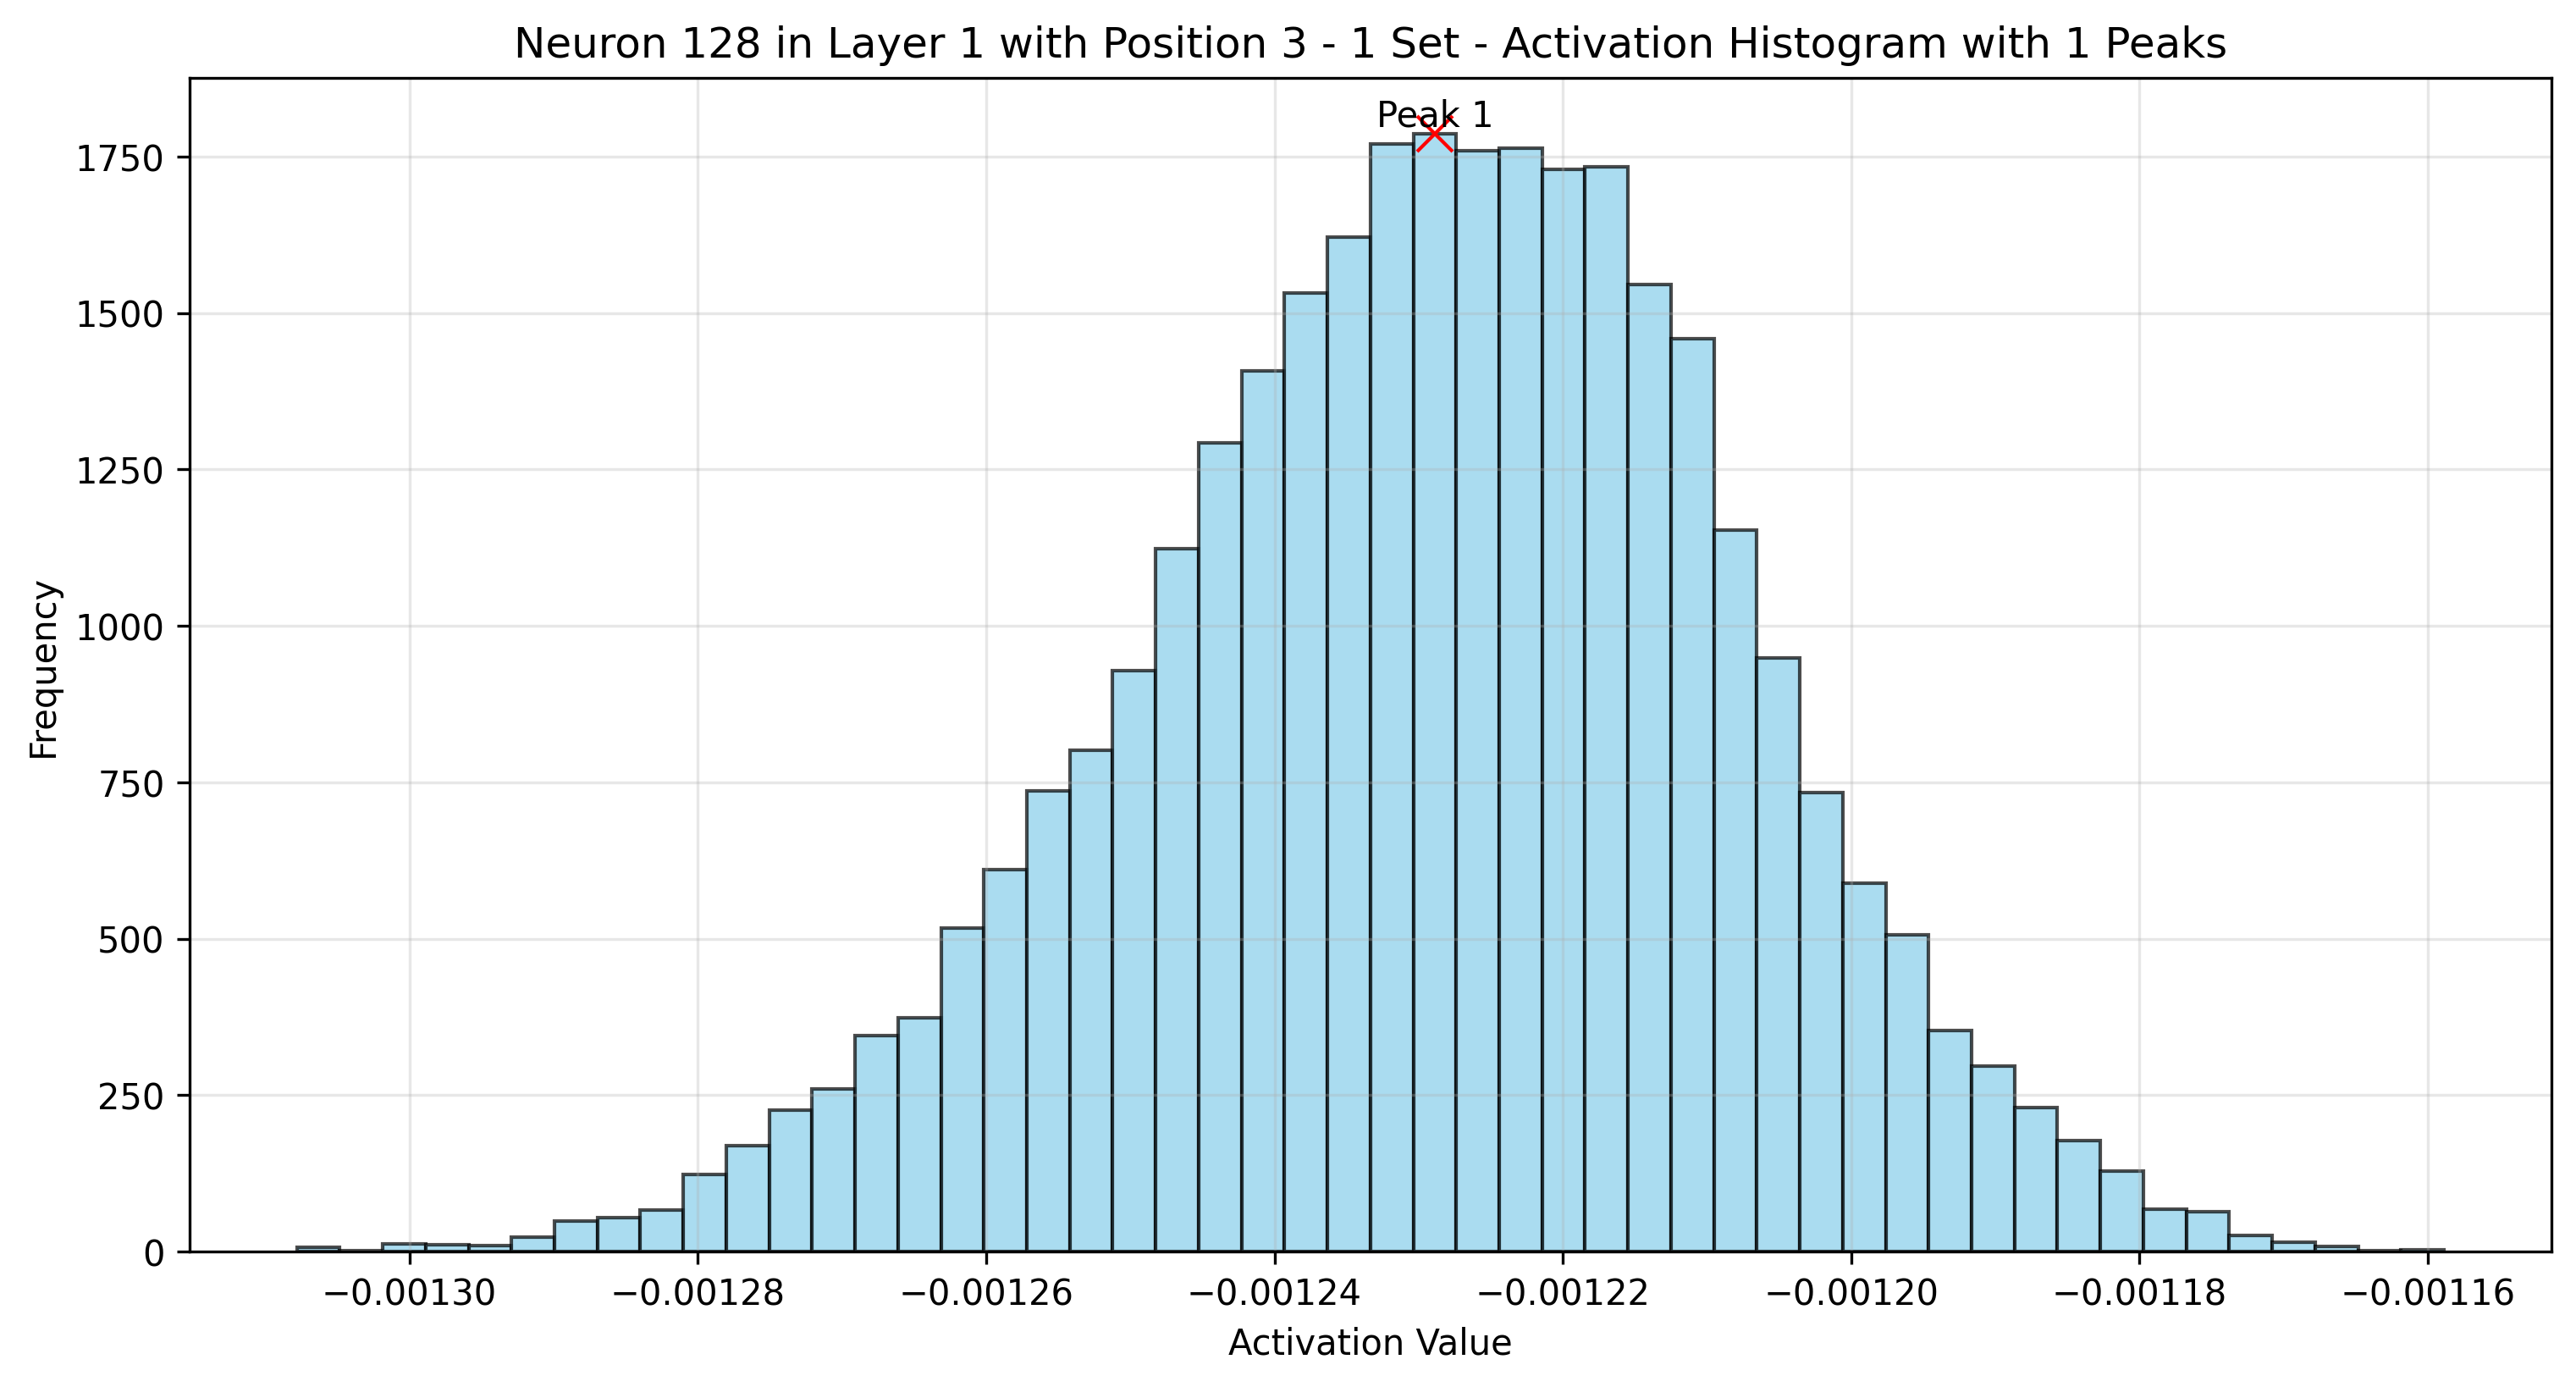 Neuron 128 in Layer 1 with Position 3 - 1 Set - Activation Histogram with 1 Peaks
Peak 1
1750
1500
1250
1000
750
500
250
0
Frequency
−0.00130 −0.00128 −0.00126 −0.00124 −0.00122 −0.00120 −0.00118 −0.00116
Activation Value